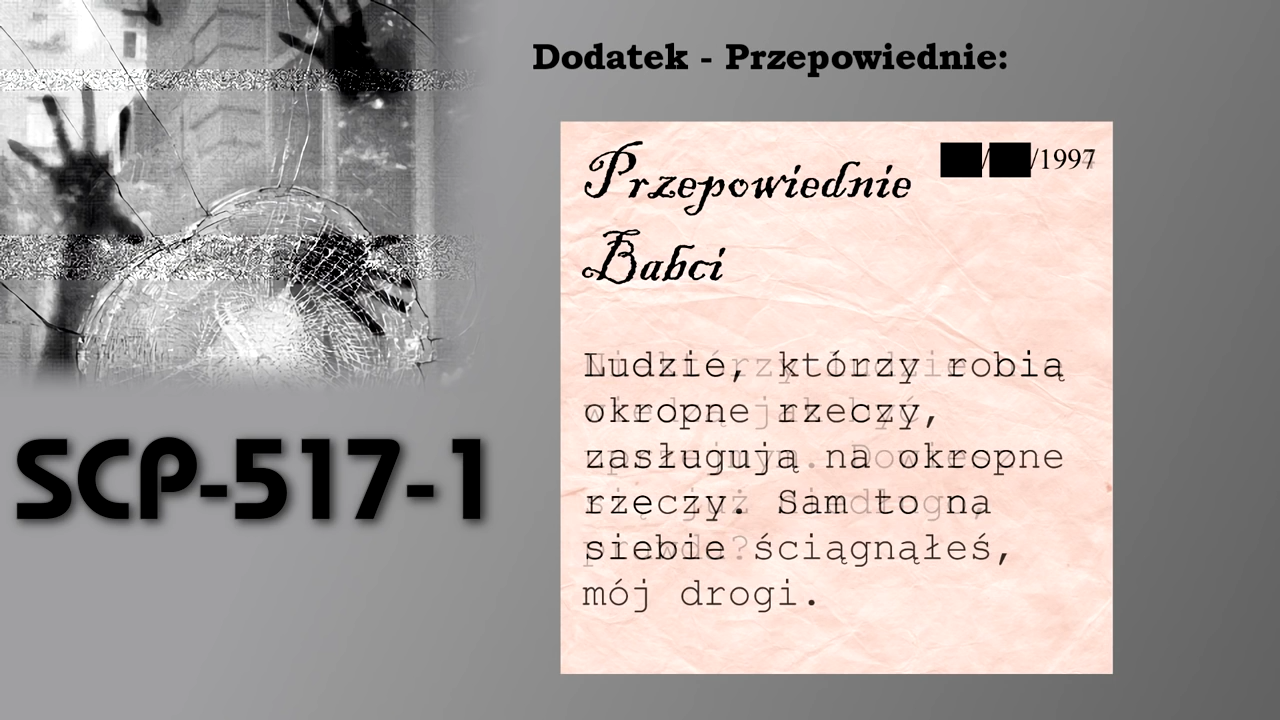 Dodatek - Przepowiednie:
Przepowiednie
/1997
Babci
Ludzie, którzy robią
okropne rzeczy,
zasługują na okropne
rzeczy. Sam to na
siebie ściągnąłeś,
mój drogi.
SCP-517-1